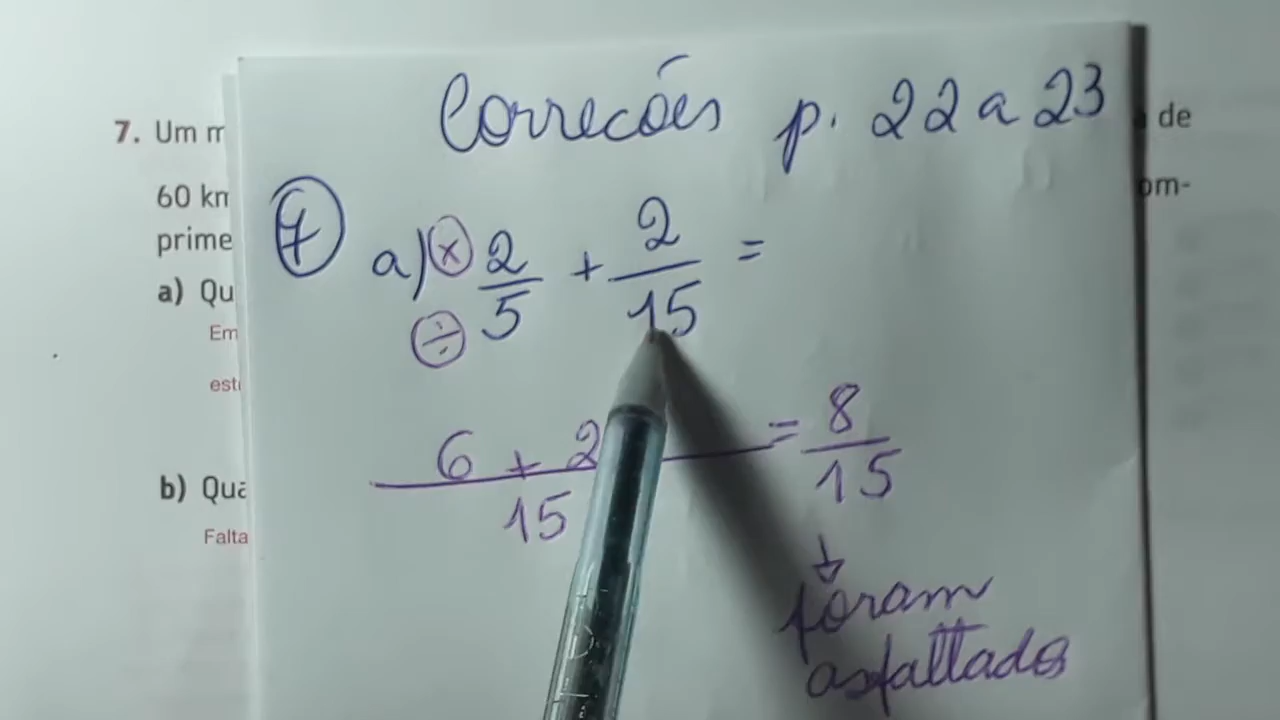 Correcóes p. 22 a 23
7. Um m
de
60 km
om-
prime
7 a) × 2/5 + 2/15 =
÷
a) Qu
Em
est
6 + 2 / 15 = 8/15
b) Qua
Falta
foram
asfaltados